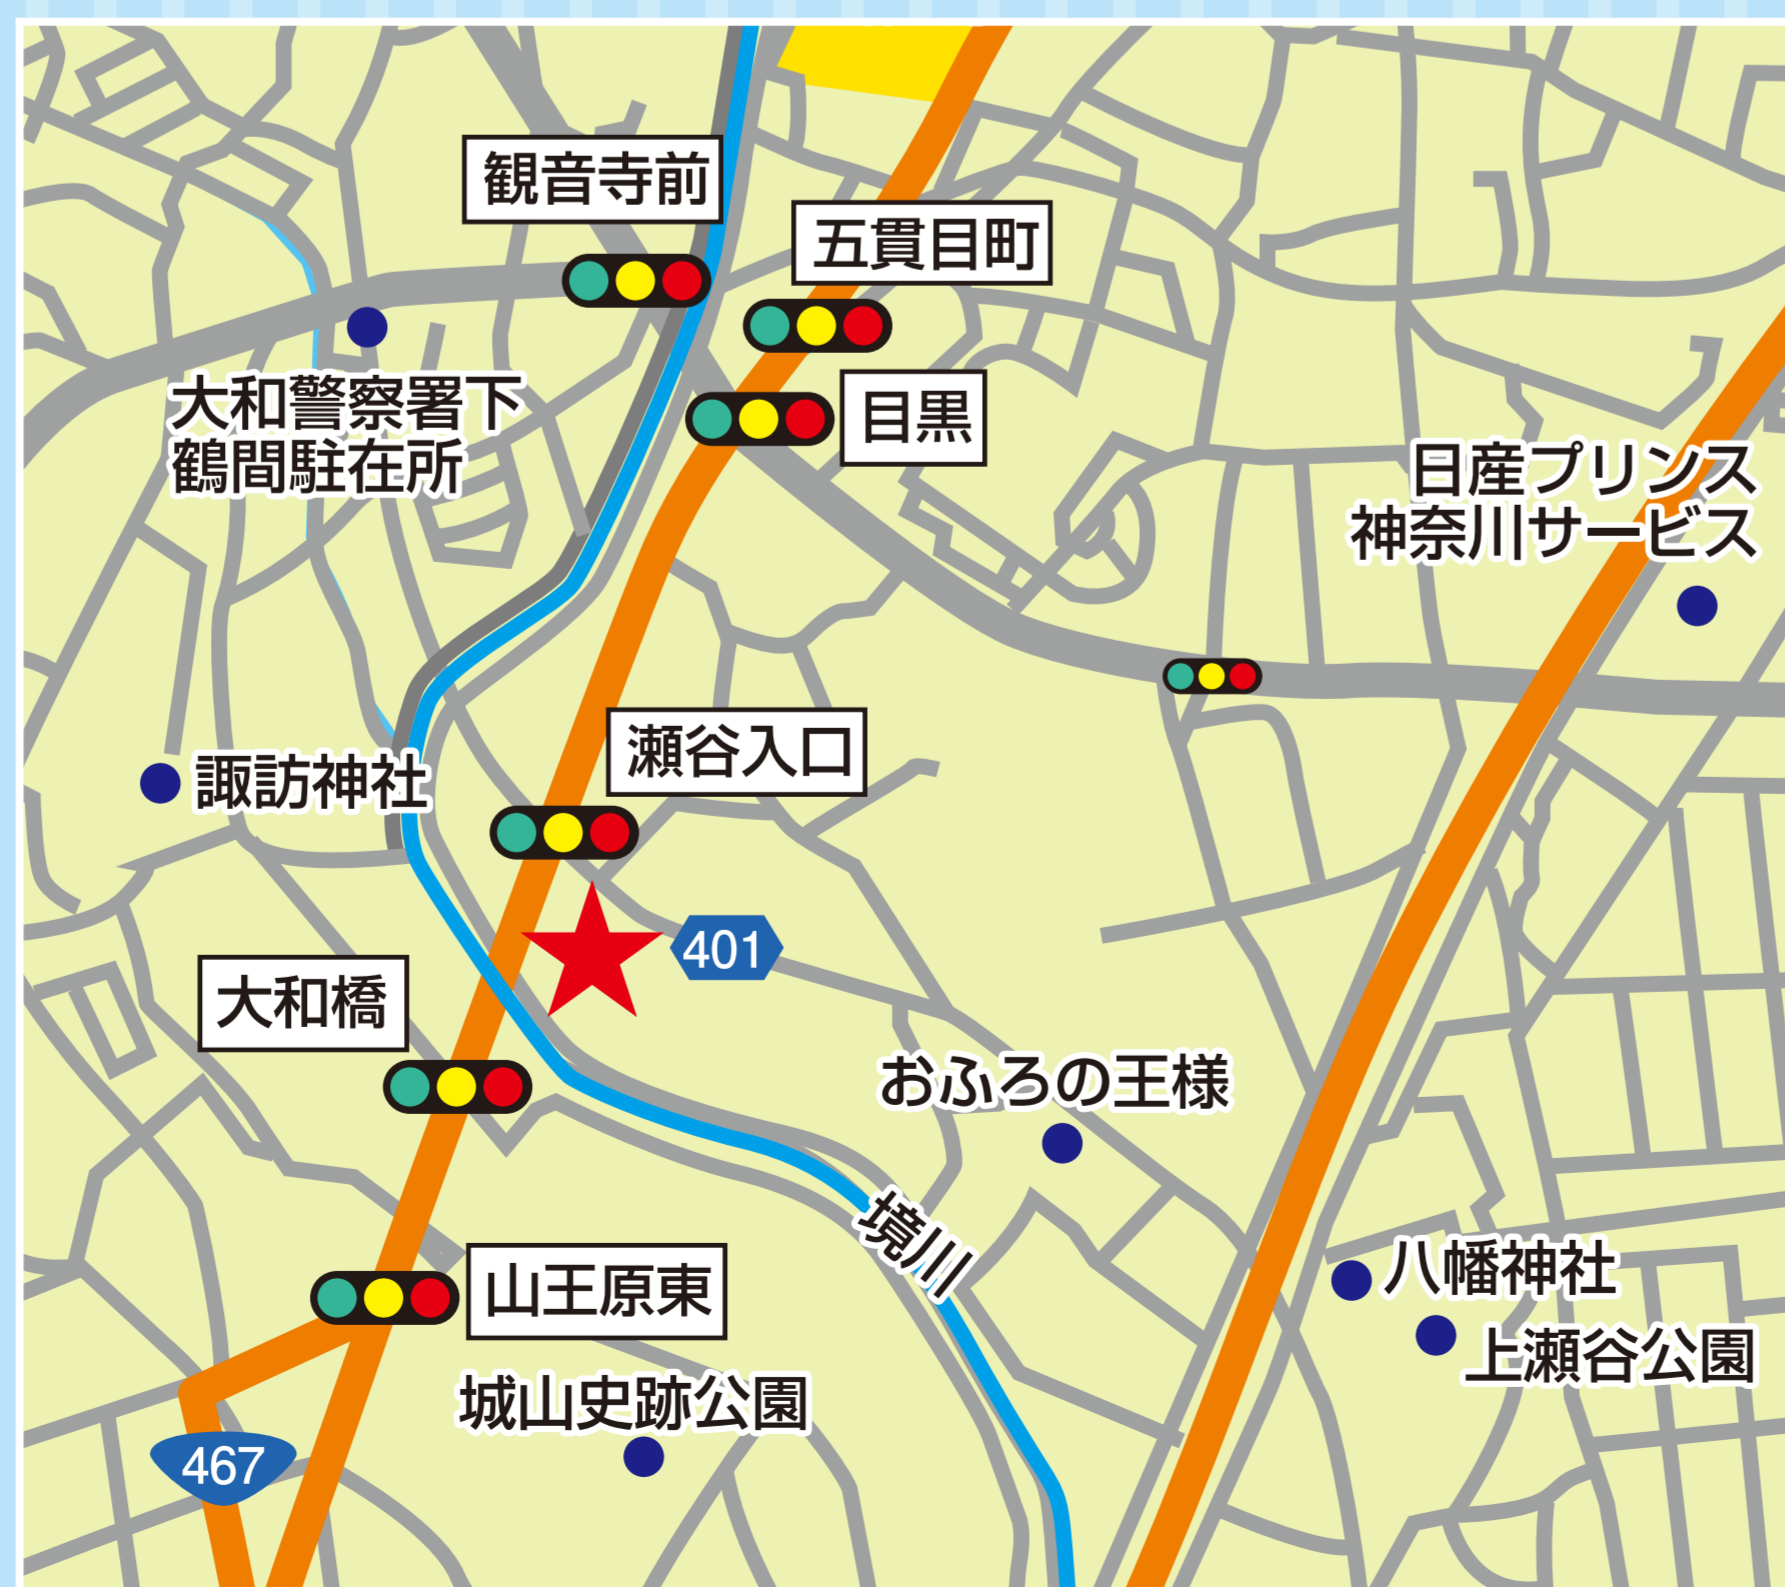 観音寺前
五貫目町
目黒
大和警察署下
鶴間駐在所
日産プリンス
神奈川サービス
瀬谷入口
諏訪神社
401
大和橋
おふろの王様
境川
山王原東
八幡神社
上瀬谷公園
城山史跡公園
467